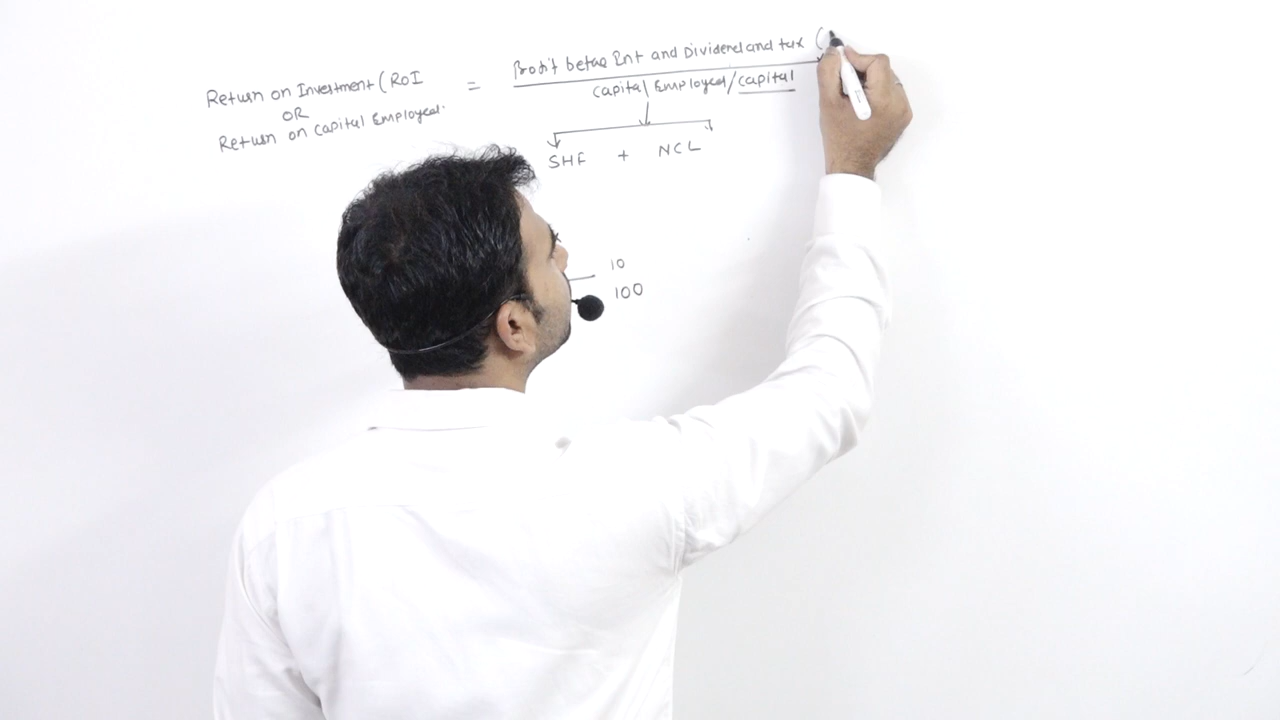 Return on Investment (RoI
OR
Return on Capital Employed
=
Profit before Int and Dividend and tax (
Capital Employed/capital
SHF + NCL
10
100